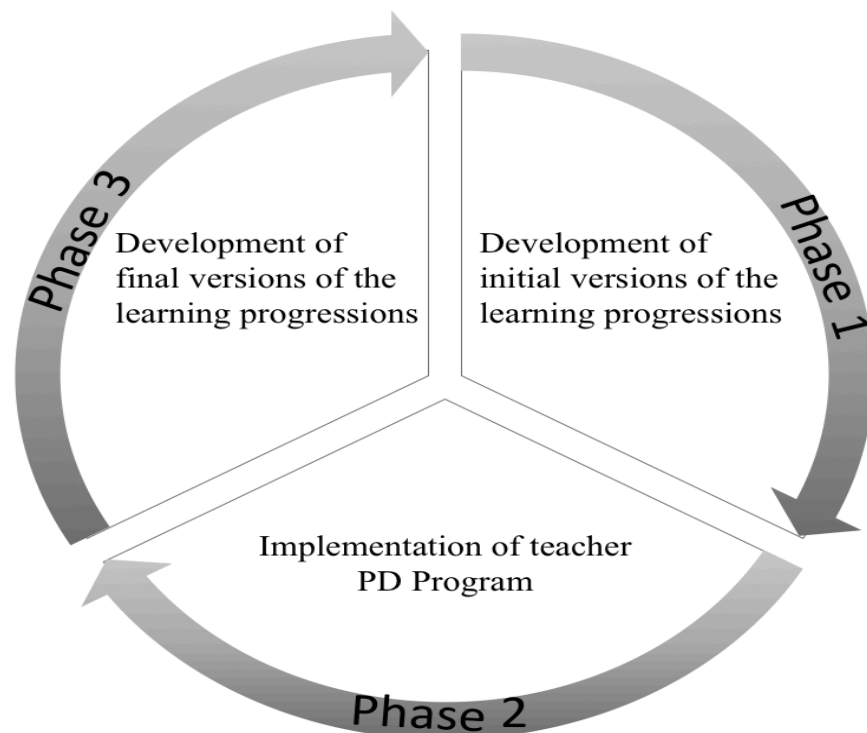 Phase 1
Development of
initial versions of the
learning progressions
Phase 2
Implementation of teacher
PD Program
Phase 3
Development of
final versions of the
learning progressions